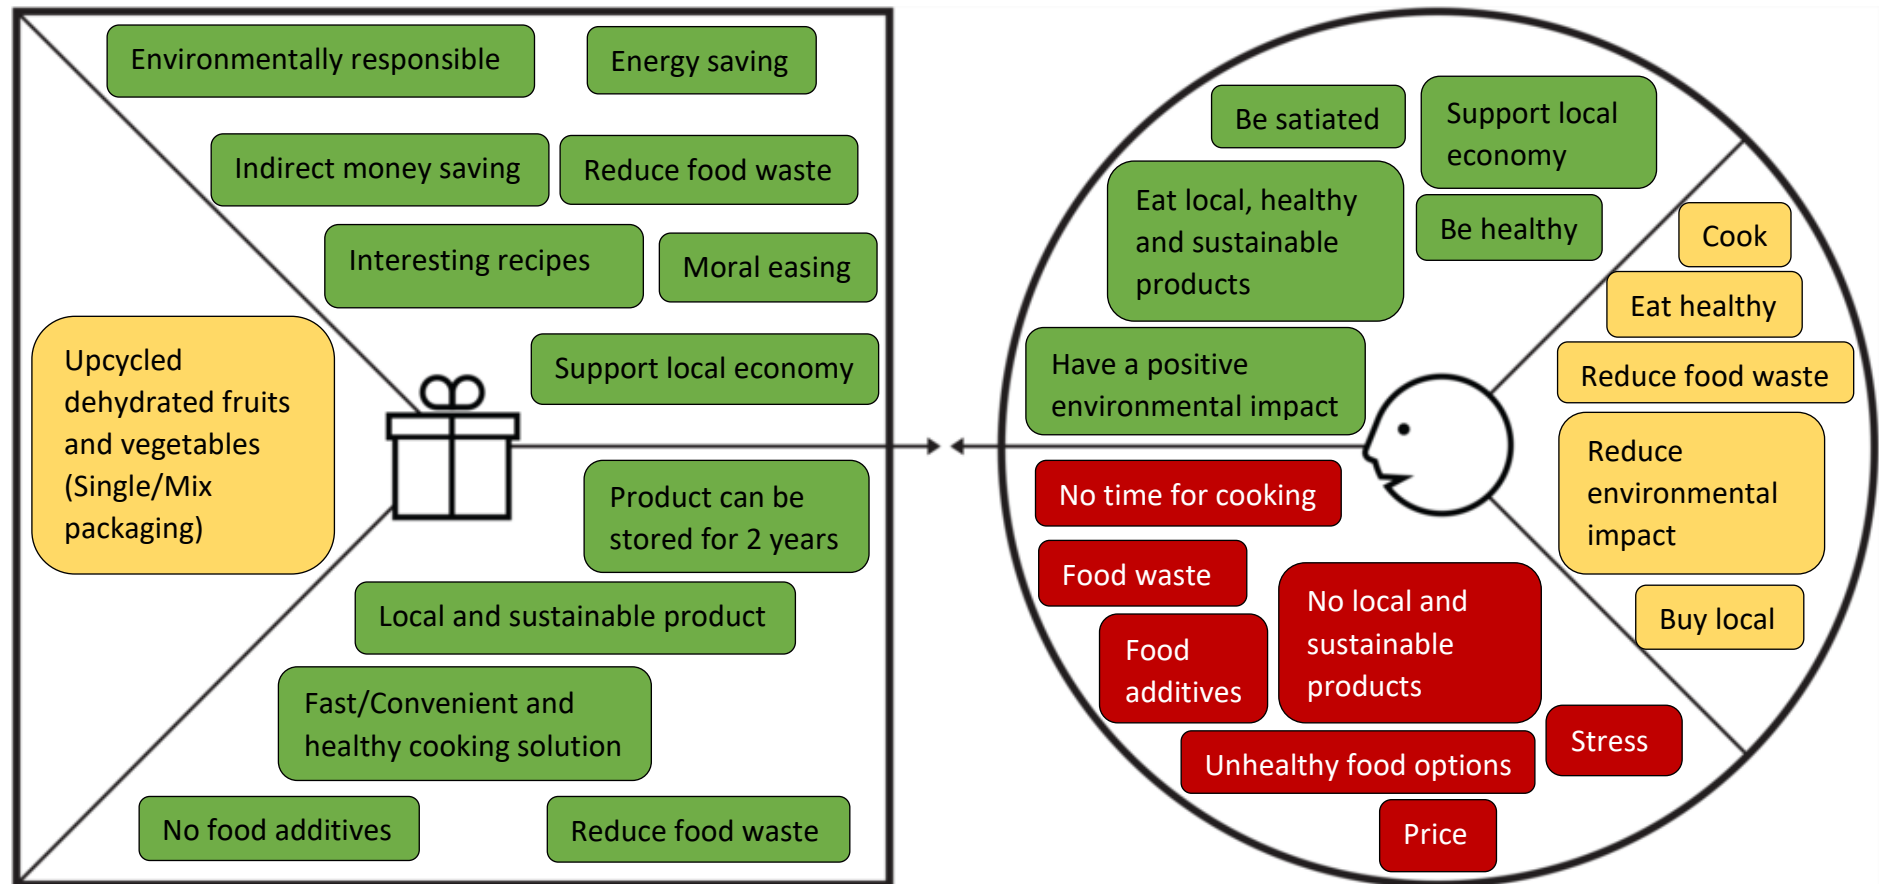 Environmentally responsible
Energy saving
Indirect money saving
Reduce food waste
Interesting recipes
Moral easing
Support local economy
Upcycled
dehydrated fruits
and vegetables
(Single/Mix
packaging)
Product can be
stored for 2 years
Local and sustainable product
Fast/Convenient and
healthy cooking solution
No food additives
Reduce food waste
Be satiated
Support local
economy
Eat local, healthy
and sustainable
products
Be healthy
Have a positive
environmental impact
Cook
Eat healthy
Reduce food waste
Reduce
environmental
impact
Buy local
No time for cooking
Food waste
No local and
sustainable
products
Food
additives
Stress
Unhealthy food options
Price